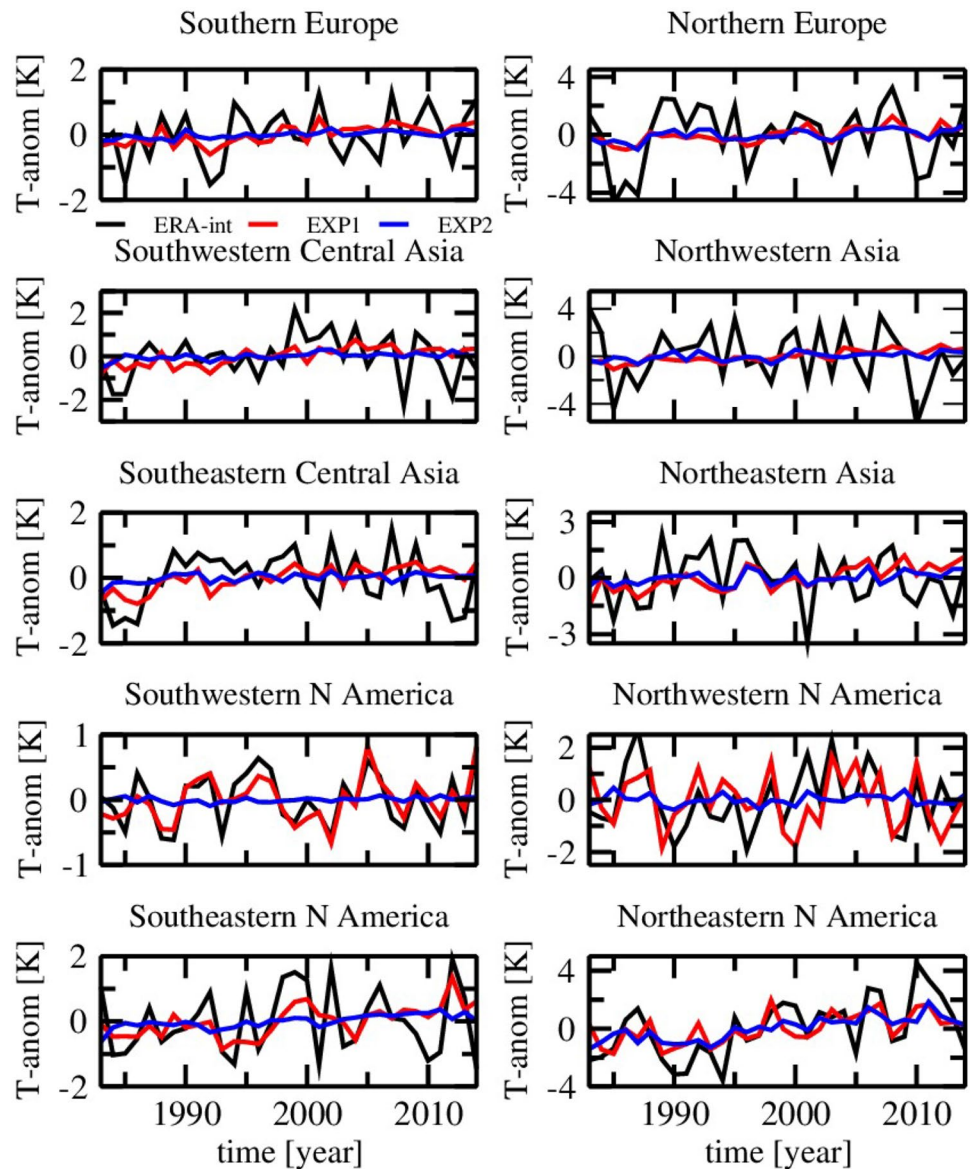 Southern Europe
Northern Europe
T-anom [K]
2
0
-2
T-anom [K]
4
0
-4
ERA-int EXP1 EXP2
Southwestern Central Asia
Northwestern Asia
T-anom [K]
2
0
-2
T-anom [K]
4
0
-4
Southeastern Central Asia
Northeastern Asia
T-anom [K]
2
0
-2
T-anom [K]
3
0
-3
Southwestern N America
Northwestern N America
T-anom [K]
1
0
-1
T-anom [K]
2
0
-2
Southeastern N America
Northeastern N America
T-anom [K]
2
0
-2
T-anom [K]
4
0
-4
1990 2000 2010
1990 2000 2010
time [year]
time [year]